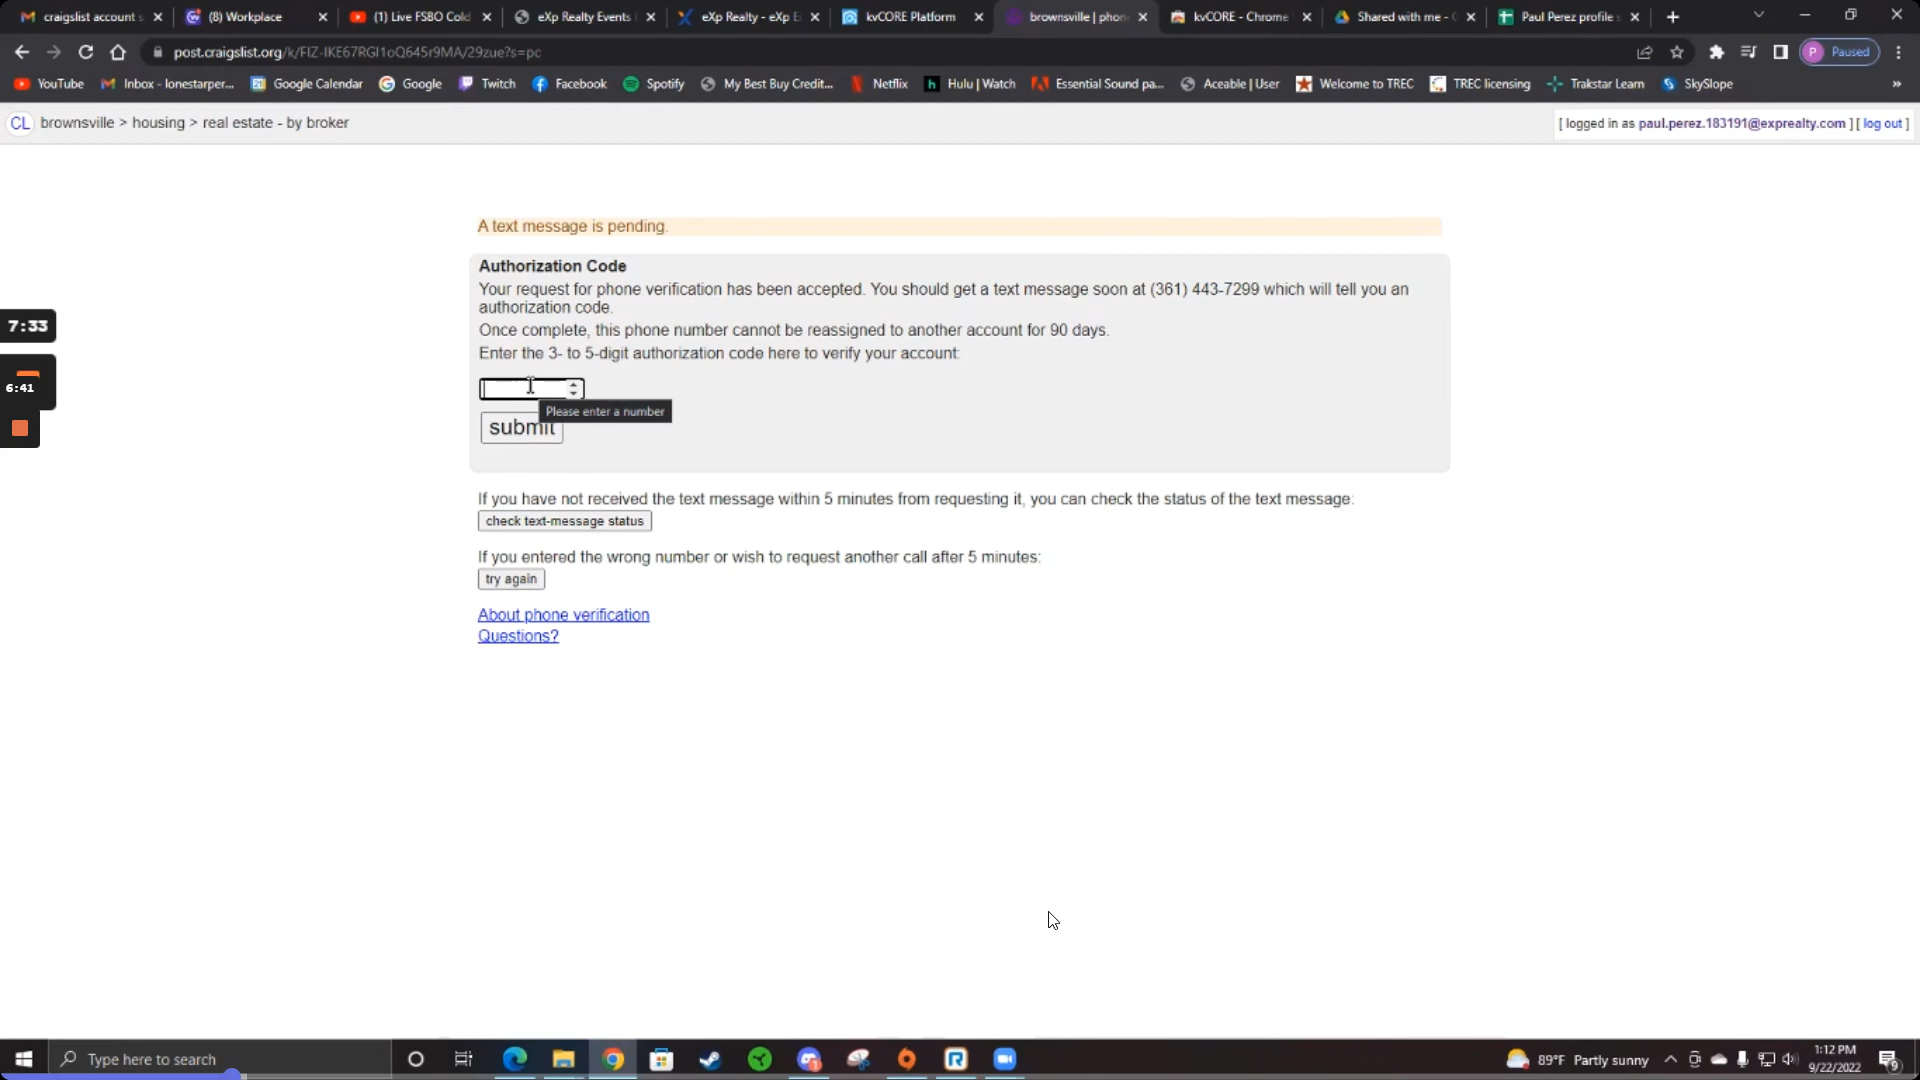 craigslist account s
(8) Workplace
(1) Live FSBO Cold
eXp Realty Events
eXp Realty - eXp E
kvCORE Platform
brownsville | phon
kvCORE - Chrome
Shared with me - G
Paul Perez profile s
post.craigslist.org/k/FIZ-IKE67RGI1oQ645r9MA/29zue?s=pc
P Paused
YouTube
Inbox - lonestarper...
Google Calendar
Google
Twitch
Facebook
Spotify
My Best Buy Credit...
Netflix
Hulu | Watch
Essential Sound pa...
Aceable | User
Welcome to TREC
TREC licensing
Trakstar Learn
SkySlope
»
CL brownsville > housing > real estate - by broker
[ logged in as paul.perez.183191@exprealty.com ] [ log out ]
A text message is pending.
Authorization Code
Your request for phone verification has been accepted. You should get a text message soon at (361) 443-7299 which will tell you an
authorization code.
Once complete, this phone number cannot be reassigned to another account for 90 days.
Enter the 3- to 5-digit authorization code here to verify your account:
Please enter a number
submit
7:33
6:41
If you have not received the text message within 5 minutes from requesting it, you can check the status of the text message:
check text-message status
If you entered the wrong number or wish to request another call after 5 minutes:
try again
About phone verification
Questions?
Type here to search
89°F Partly sunny
1:12 PM
9/22/2022
9